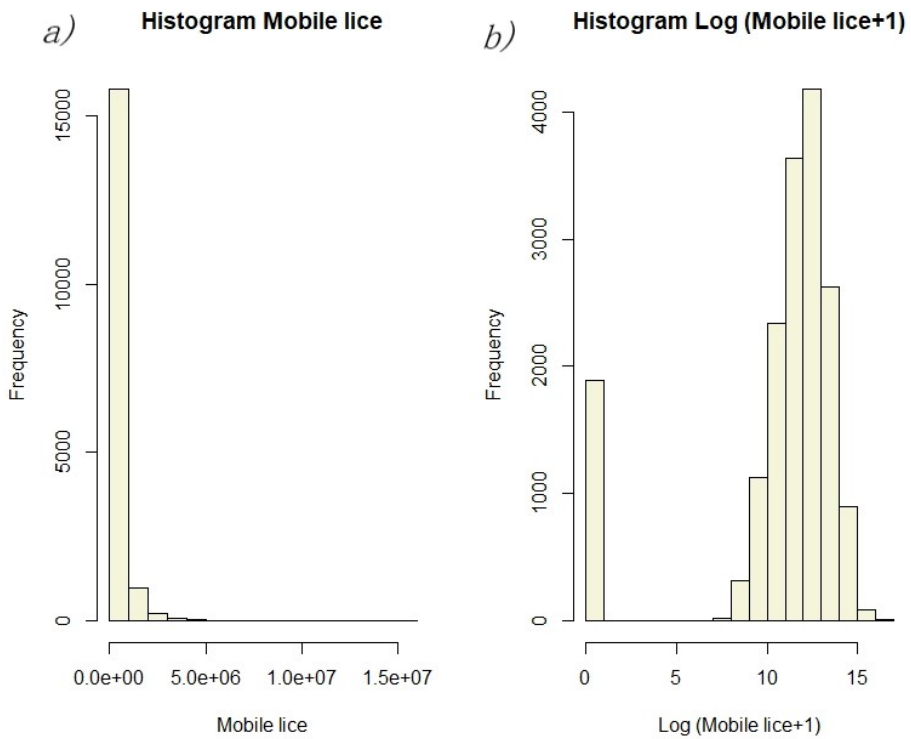 a) Histogram Mobile lice
Frequency
15000
10000
5000
0
0.0e+00 5.0e+06 1.0e+07 1.5e+07
Mobile lice
b) Histogram Log (Mobile lice+1)
Frequency
4000
3000
2000
1000
0
0 5 10 15
Log (Mobile lice+1)